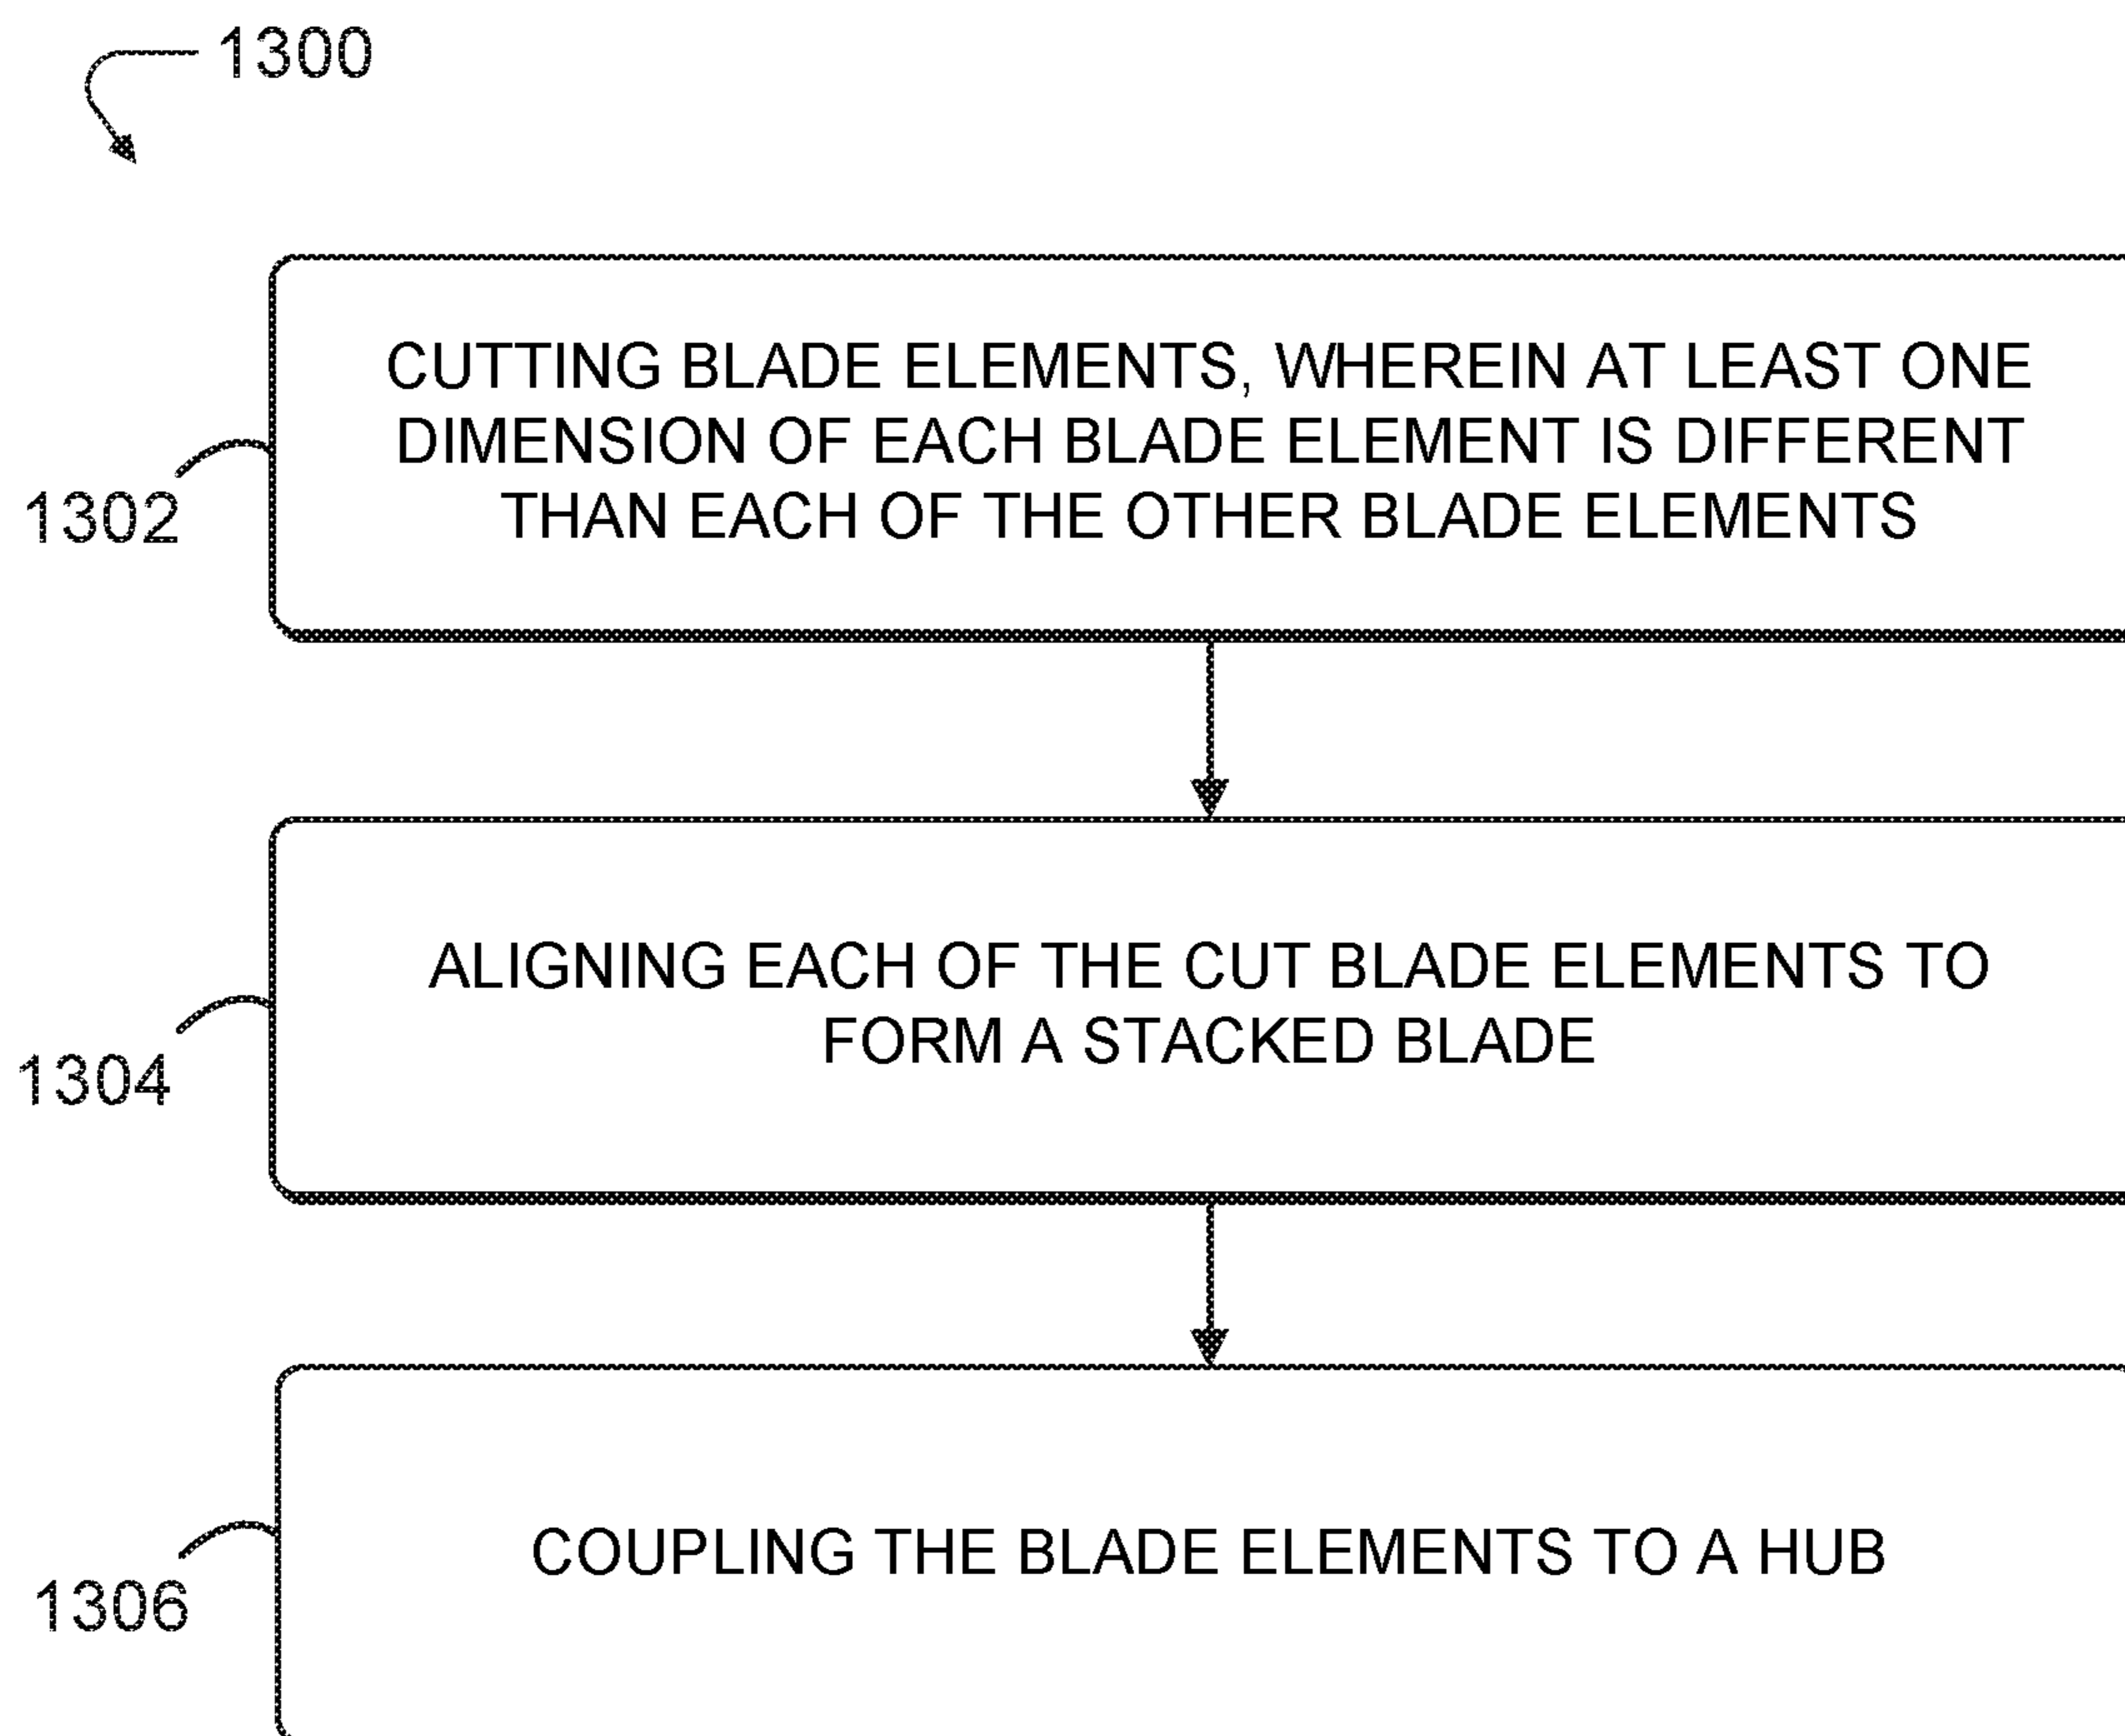 1300
CUTTING BLADE ELEMENTS, WHEREIN AT LEAST ONE
DIMENSION OF EACH BLADE ELEMENT IS DIFFERENT
THAN EACH OF THE OTHER BLADE ELEMENTS
1302
ALIGNING EACH OF THE CUT BLADE ELEMENTS TO
FORM A STACKED BLADE
1304
COUPLING THE BLADE ELEMENTS TO A HUB
1306